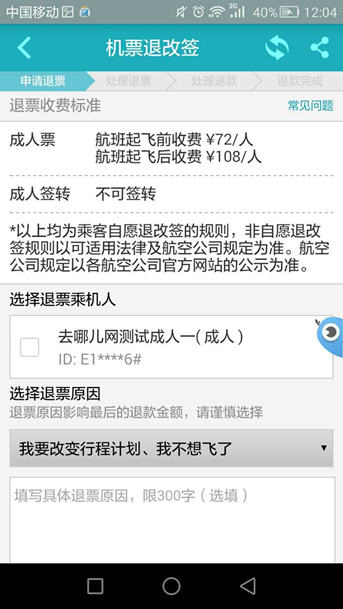 中国移动 2G 40% 12:04
机票退改签
申请退票 处理退票 处理退款 退款完成
退票收费标准 常见问题
成人票 航班起飞前收费 ¥72/人
航班起飞后收费 ¥108/人
成人签转 不可签转
*以上均为乘客自愿退改签的规则，非自愿退改
签规则以可适用法律及航空公司规定为准。航空
公司规定以各航空公司官方网站的公示为准。
选择退票乘机人
去哪儿网测试成人一( 成人 )
ID: E1****6#
选择退票原因
退票原因影响最后的退款金额，请谨慎选择
我要改变行程计划、我不想飞了
填写具体退票原因，限300字（选填）